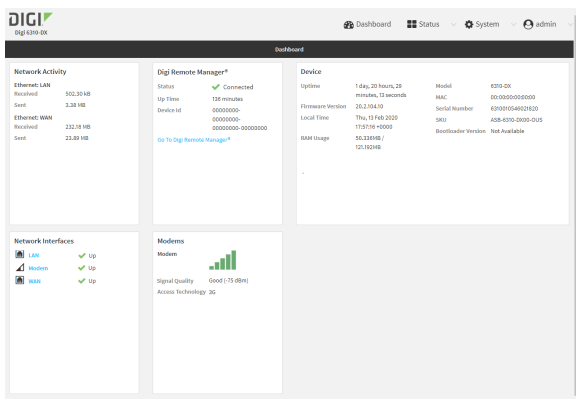 DIGI
Digi 6310-DX
Dashboard
Status
System
admin
Dashboard
Network Activity
Ethernet: LAN
Received 502.30 kB
Sent 3.38 MB
Ethernet: WAN
Received 232.18 MB
Sent 23.89 MB
Digi Remote Manager®
Status Connected
Up Time 136 minutes
Device Id 00000000-
00000000-
00000000-00000000
Go To Digi Remote Manager®
Device
Uptime 1 day, 20 hours, 28
minutes, 13 seconds
Firmware Version 20.2.104.10
Local Time Thu, 13 Feb 2020
17:57:16 +0000
RAM Usage 50.336MB /
121.192MB
Model 6310-DX
MAC 00:00:00:00:00:00
Serial Number 6310010546021820
SKU ASB-6310-DX00-OUS
Bootloader Version Not Available
Network Interfaces
LAN Up
Modem Up
WAN Up
Modems
Modem
Signal Quality Good (-75 dBm)
Access Technology 3G